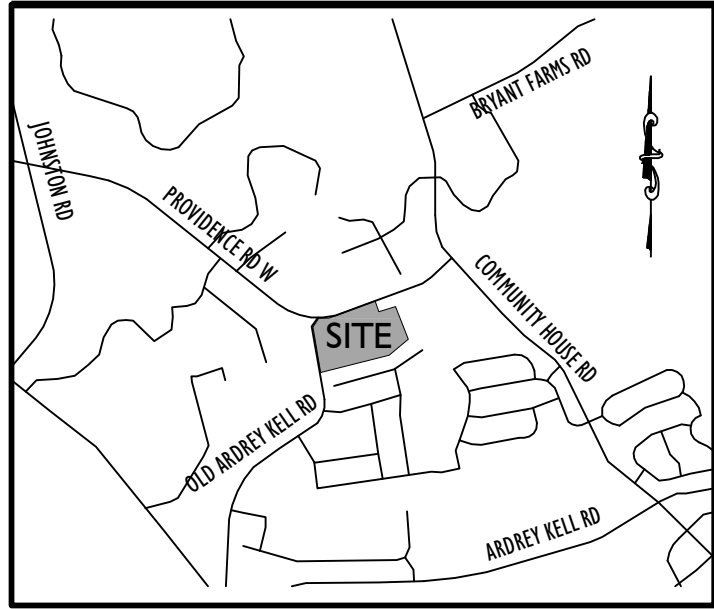 BRYANT FARMS RD
JOHNSTON RD
PROVIDENCE RD W
COMMUNITY HOUSE RD
SITE
OLD ARDREY KELL RD
ARDREY KELL RD